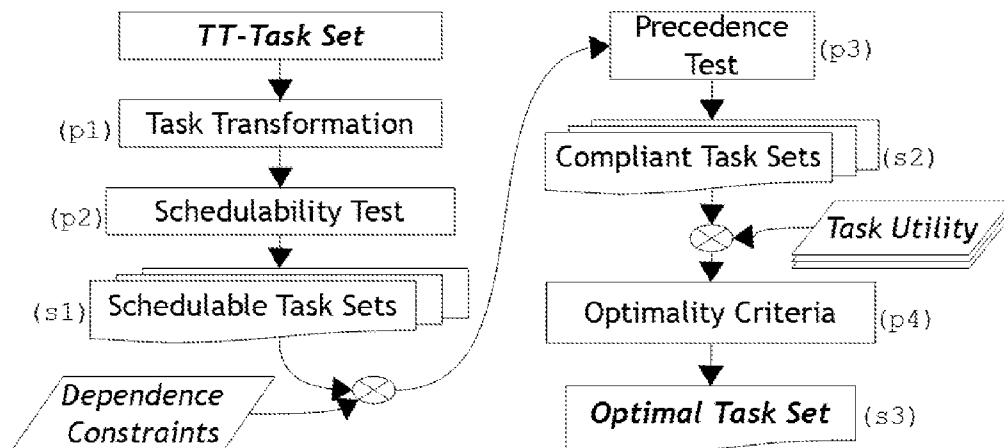 TT-Task Set
(p1) Task Transformation
(p2) Schedulability Test
(s1) Schedulable Task Sets
Dependence
Constraints
Precedence
Test
(p3)
Compliant Task Sets (s2)
Task Utility
Optimality Criteria (p4)
Optimal Task Set (s3)